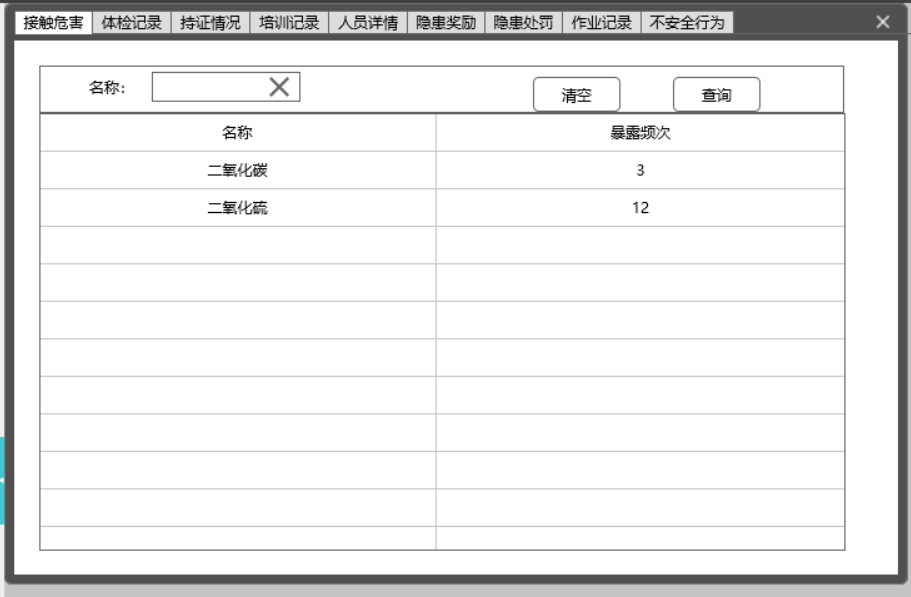 接触危害 体检记录 持证情况 培训记录 人员详情 隐患奖励 隐患处罚 作业记录 不安全行为
名称： 清空 查询
名称 暴露频次
二氧化碳 3
二氧化硫 12